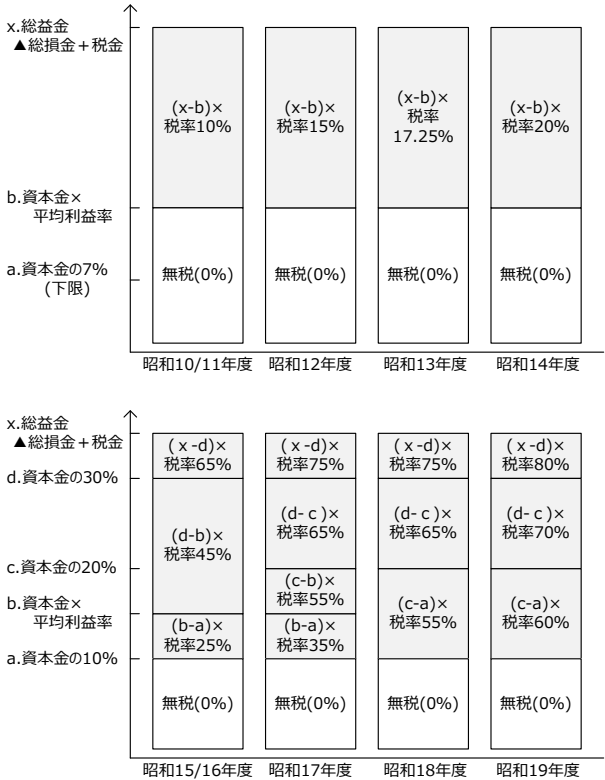 x.総益金
▲総損金＋税金
(x-b)×
税率10%
(x-b)×
税率15%
(x-b)×
税率
17.25%
(x-b)×
税率20%
b.資本金×
平均利益率
a.資本金の7%
(下限)
無税(0%)
無税(0%)
無税(0%)
無税(0%)
昭和10/11年度
昭和12年度
昭和13年度
昭和14年度
x.総益金
▲総損金＋税金
(ｘ-d)×
税率65%
(ｘ-d)×
税率75%
(ｘ-d)×
税率75%
(ｘ-d)×
税率80%
d.資本金の30%
(d-b)×
税率45%
(d-ｃ)×
税率65%
(d-ｃ)×
税率65%
(d-ｃ)×
税率70%
c.資本金の20%
(c-b)×
税率55%
b.資本金×
平均利益率
(b-a)×
税率25%
(b-a)×
税率35%
(c-a)×
税率55%
(c-a)×
税率60%
a.資本金の10%
無税(0%)
無税(0%)
無税(0%)
無税(0%)
昭和15/16年度
昭和17年度
昭和18年度
昭和19年度